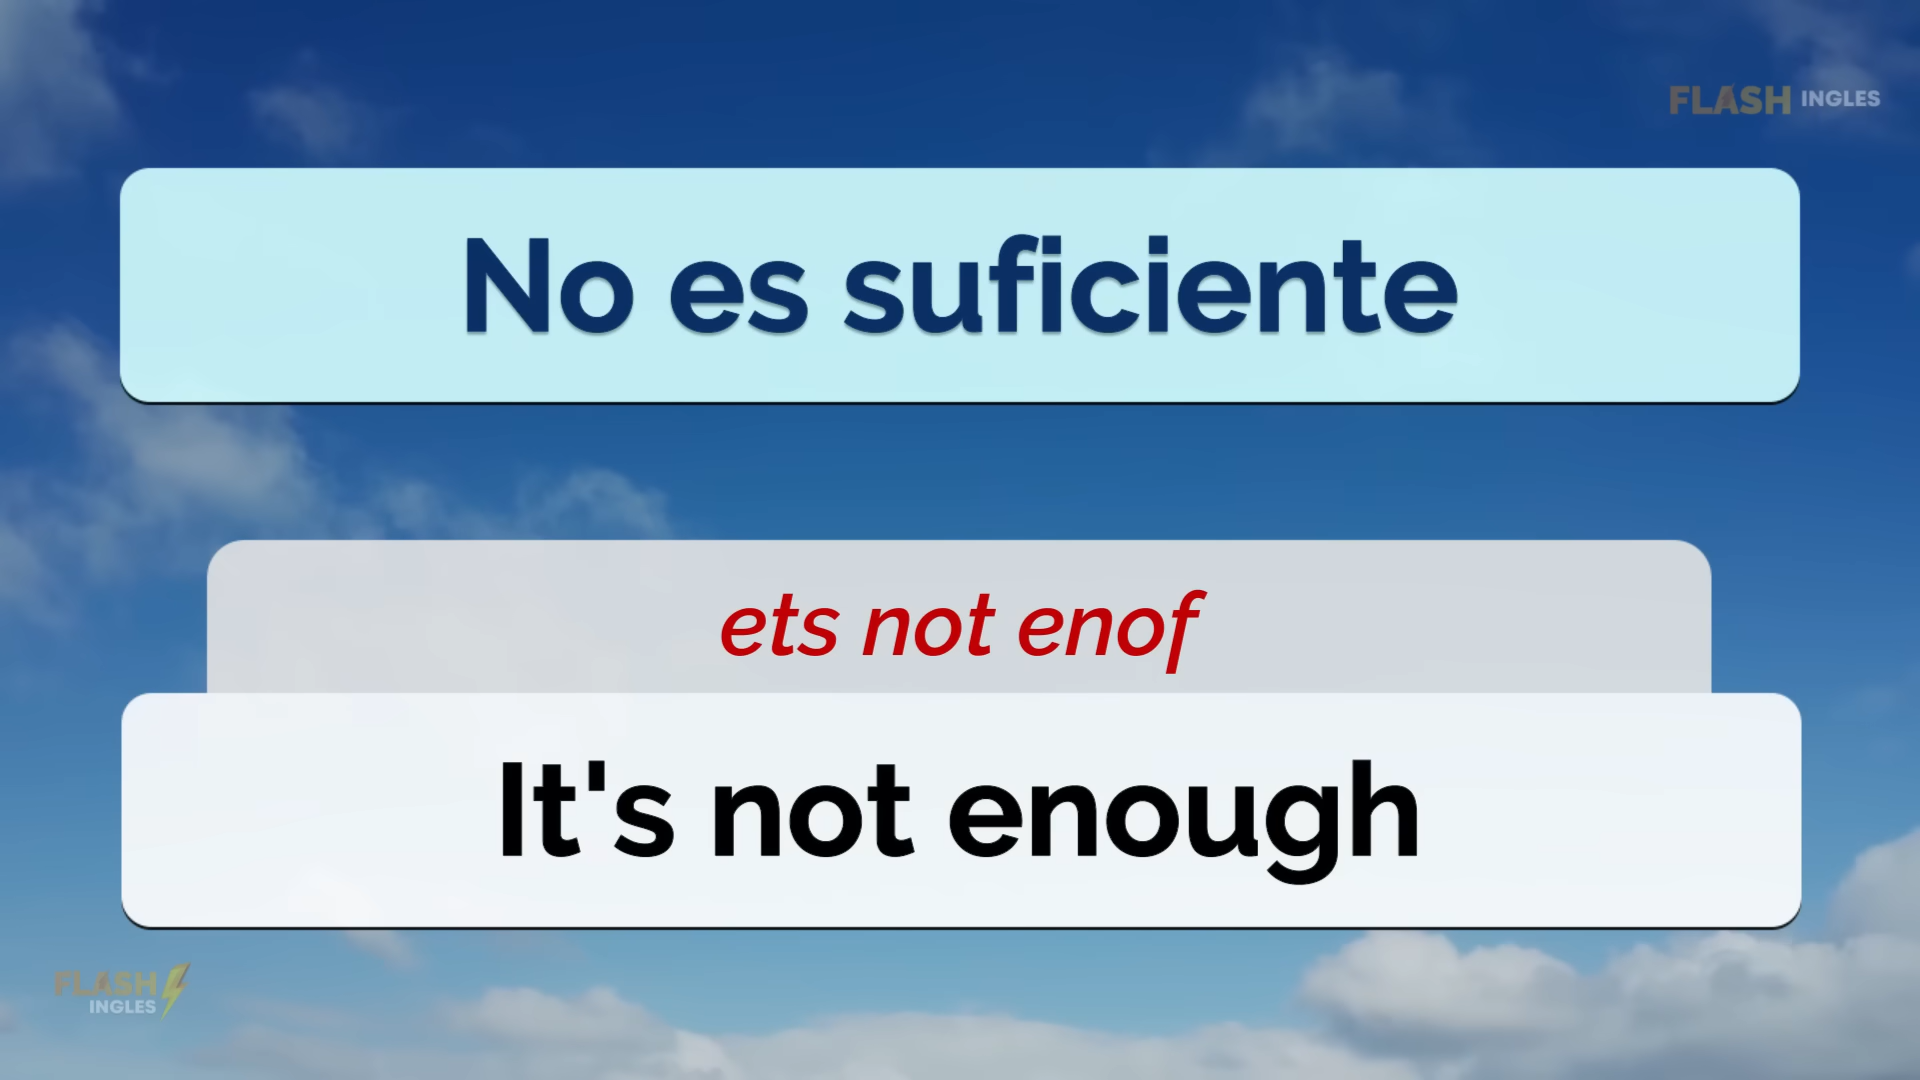 FLASH INGLES
No es suficiente
ets not enof
It's not enough
FLASH
INGLES